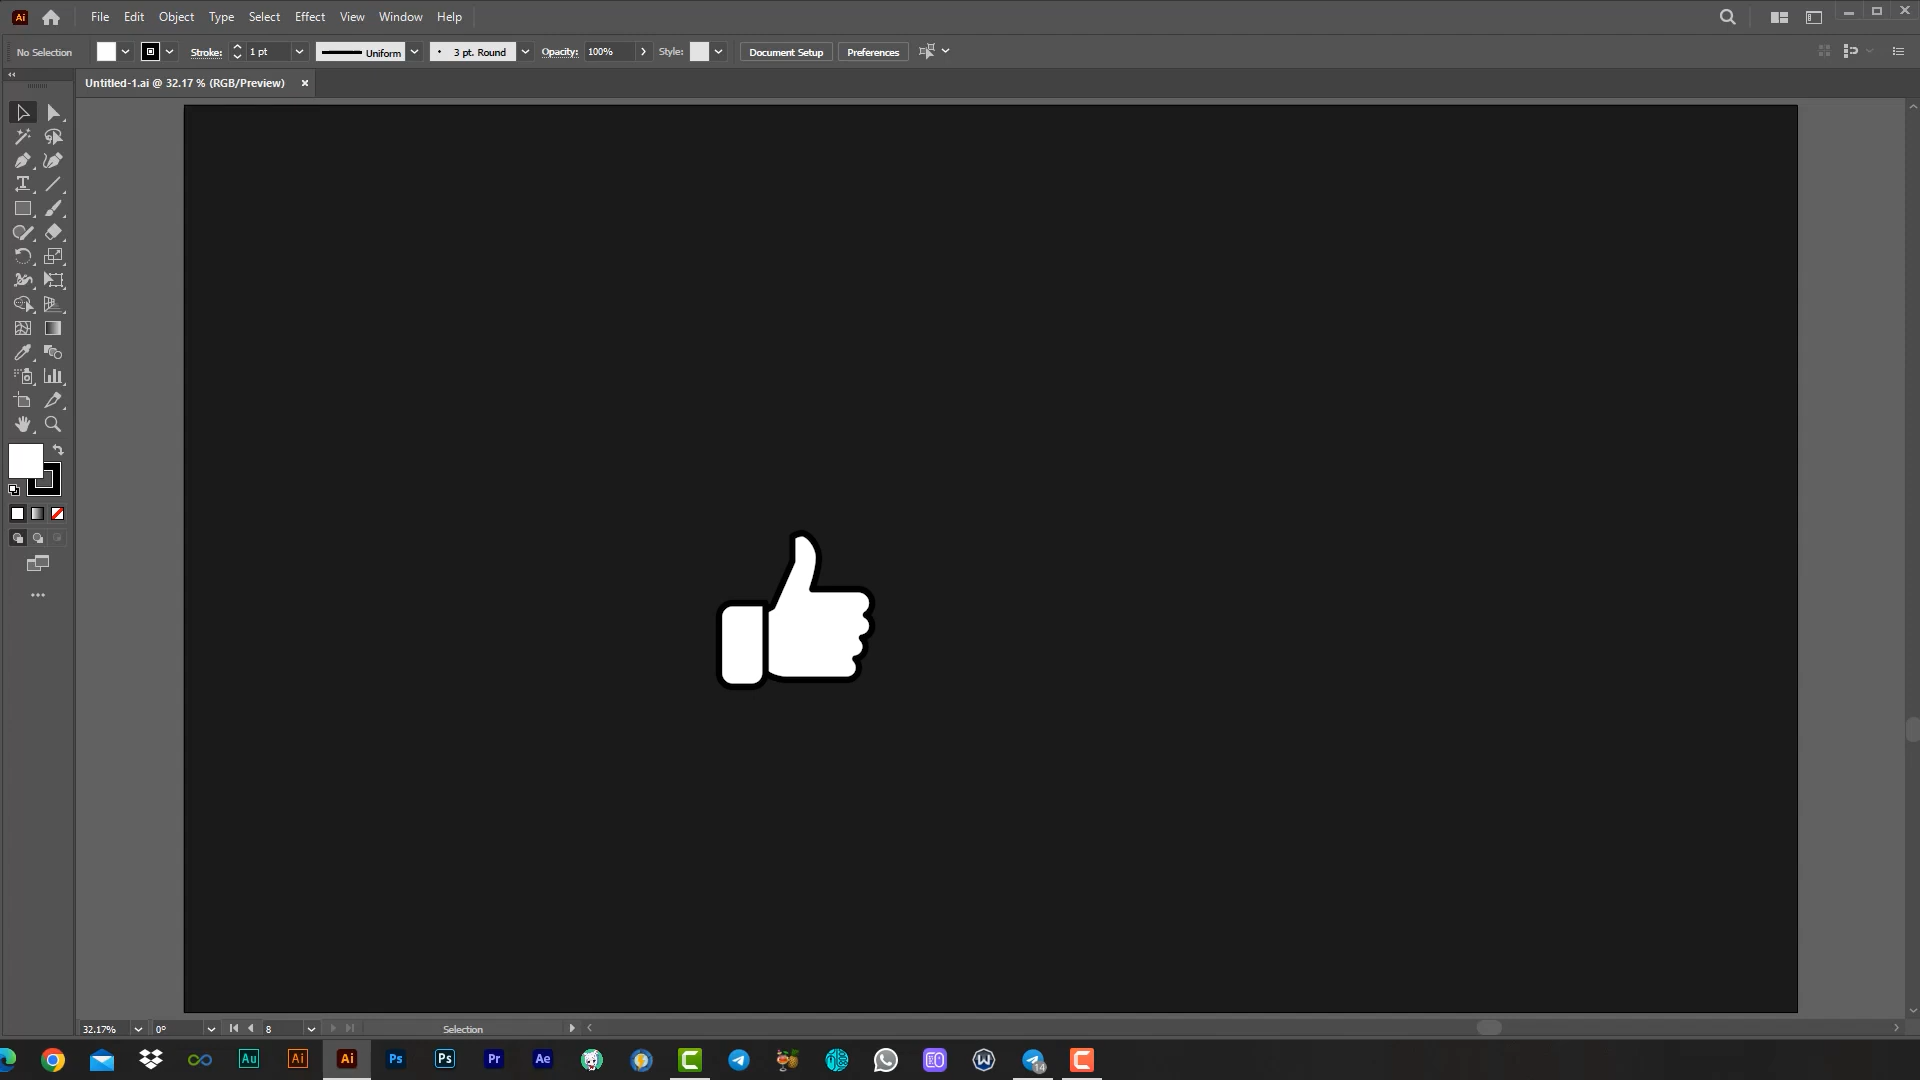 Ai File Edit Object Type Select Effect View Window Help
No Selection Stroke: 1 pt Uniform 3 pt. Round Opacity: 100% Style: Document Setup Preferences
Untitled-1.ai @ 32.17 % (RGB/Preview) ×
32.17% 0° 8 Selection
Au Ai Ai Ps Ps Pr Ae 14